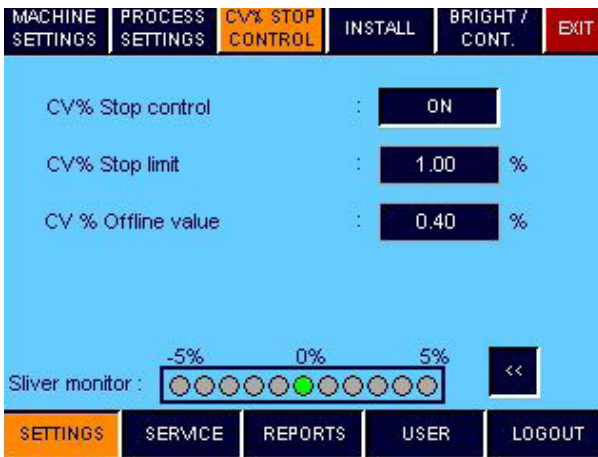 MACHINE SETTINGS
PROCESS SETTINGS
CV% STOP CONTROL
INSTALL
BRIGHT / CONT.
EXIT
CV% Stop control : ON
CV% Stop limit : 1.00 %
CV % Offline value : 0.40 %
-5% 0% 5%
Sliver monitor : <<
SETTINGS SERVICE REPORTS USER LOGOUT